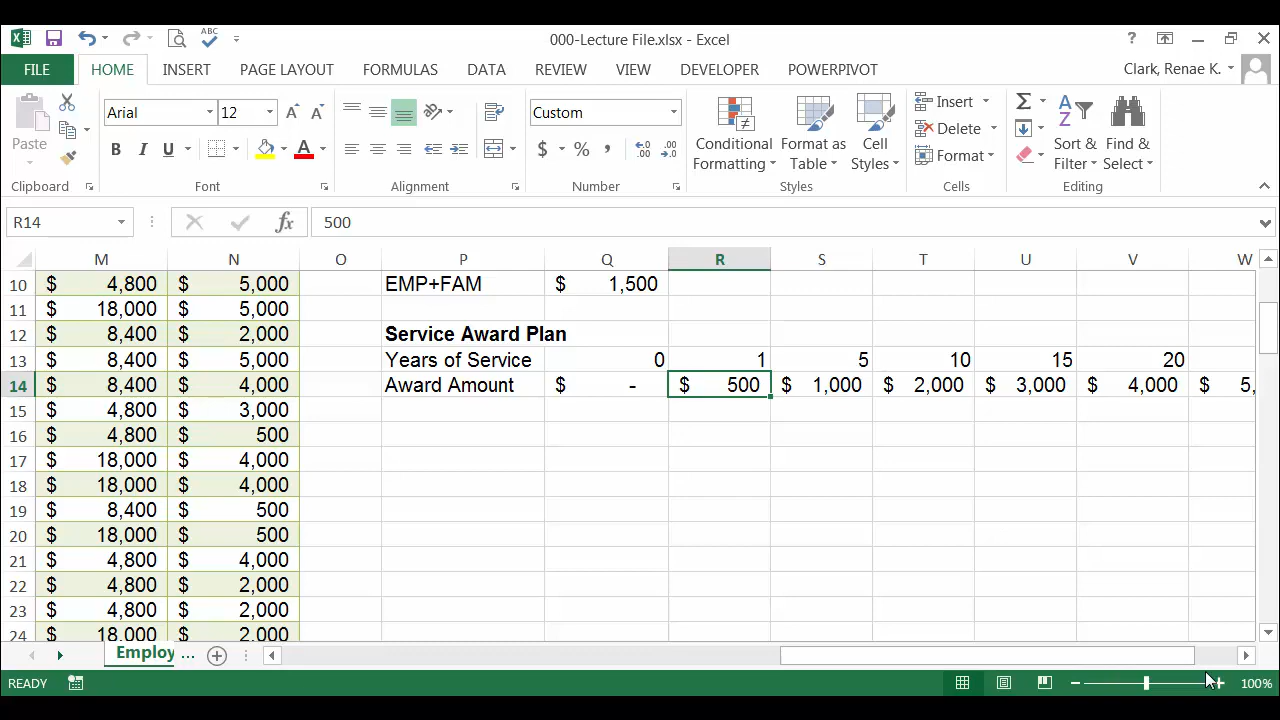 ABC
000-Lecture File.xlsx - Excel
?
FILE HOME INSERT PAGE LAYOUT FORMULAS DATA REVIEW VIEW DEVELOPER POWERPIVOT Clark, Renae K.
Paste
Clipboard
Arial 12 A A
B I U A
Font
Alignment
Custom
$ % , .0 .00 .00 .0
Number
Conditional Formatting
Format as Table
Cell Styles
Styles
Insert
Delete
Format
Cells
Σ
A Z
Sort & Filter
Find & Select
Editing
R14 fx 500
M N O P Q R S T U V W
10 $ 4,800 $ 5,000 EMP+FAM $ 1,500
11 $ 18,000 $ 5,000
12 $ 8,400 $ 2,000 Service Award Plan
13 $ 8,400 $ 5,000 Years of Service 0 1 5 10 15 20
14 $ 8,400 $ 4,000 Award Amount $ - $ 500 $ 1,000 $ 2,000 $ 3,000 $ 4,000 $ 5,
15 $ 4,800 $ 3,000
16 $ 4,800 $ 500
17 $ 18,000 $ 4,000
18 $ 18,000 $ 4,000
19 $ 8,400 $ 500
20 $ 18,000 $ 500
21 $ 4,800 $ 4,000
22 $ 4,800 $ 2,000
23 $ 4,800 $ 2,000
24 $ 18,000 $ 2,000
Employ ...
READY 100%